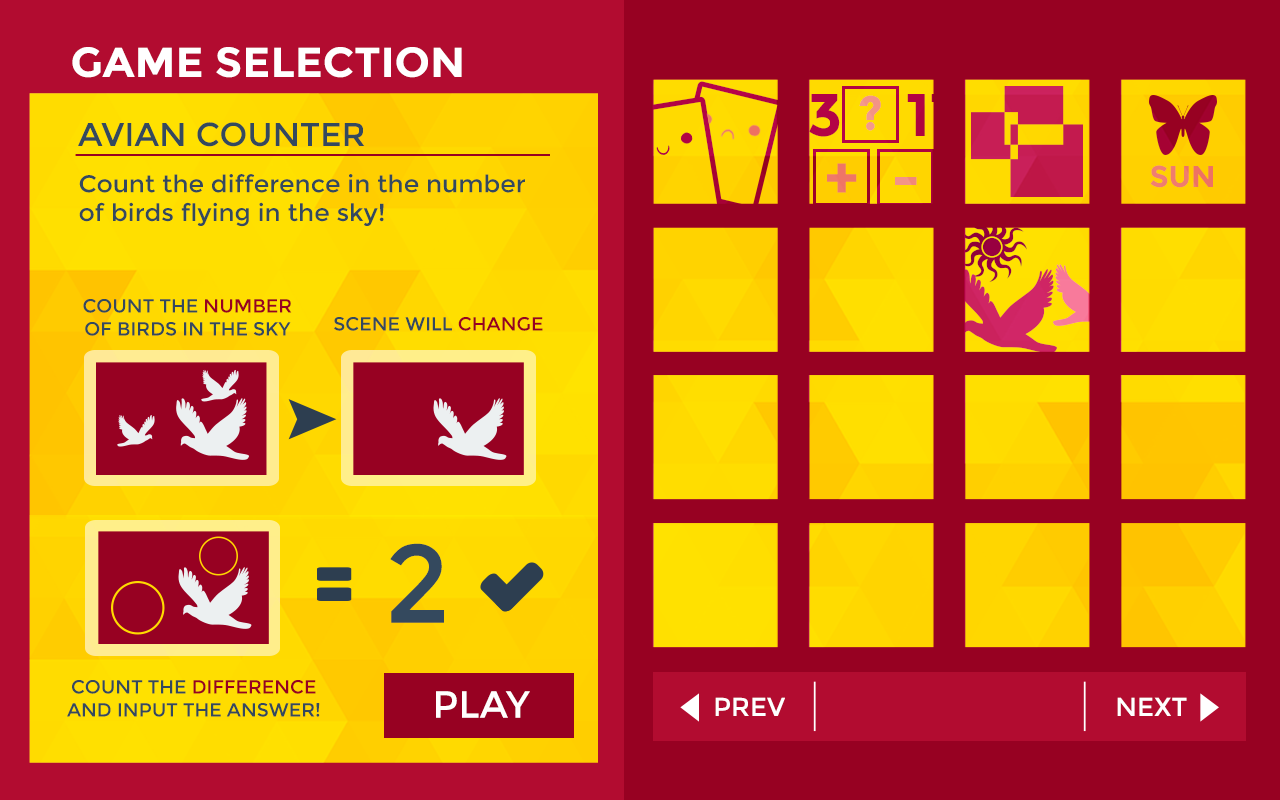 GAME SELECTION
AVIAN COUNTER
Count the difference in the number
of birds flying in the sky!
COUNT THE NUMBER
OF BIRDS IN THE SKY
SCENE WILL CHANGE
= 2
COUNT THE DIFFERENCE
AND INPUT THE ANSWER!
PLAY
3 ? 1
+ -
SUN
PREV
NEXT